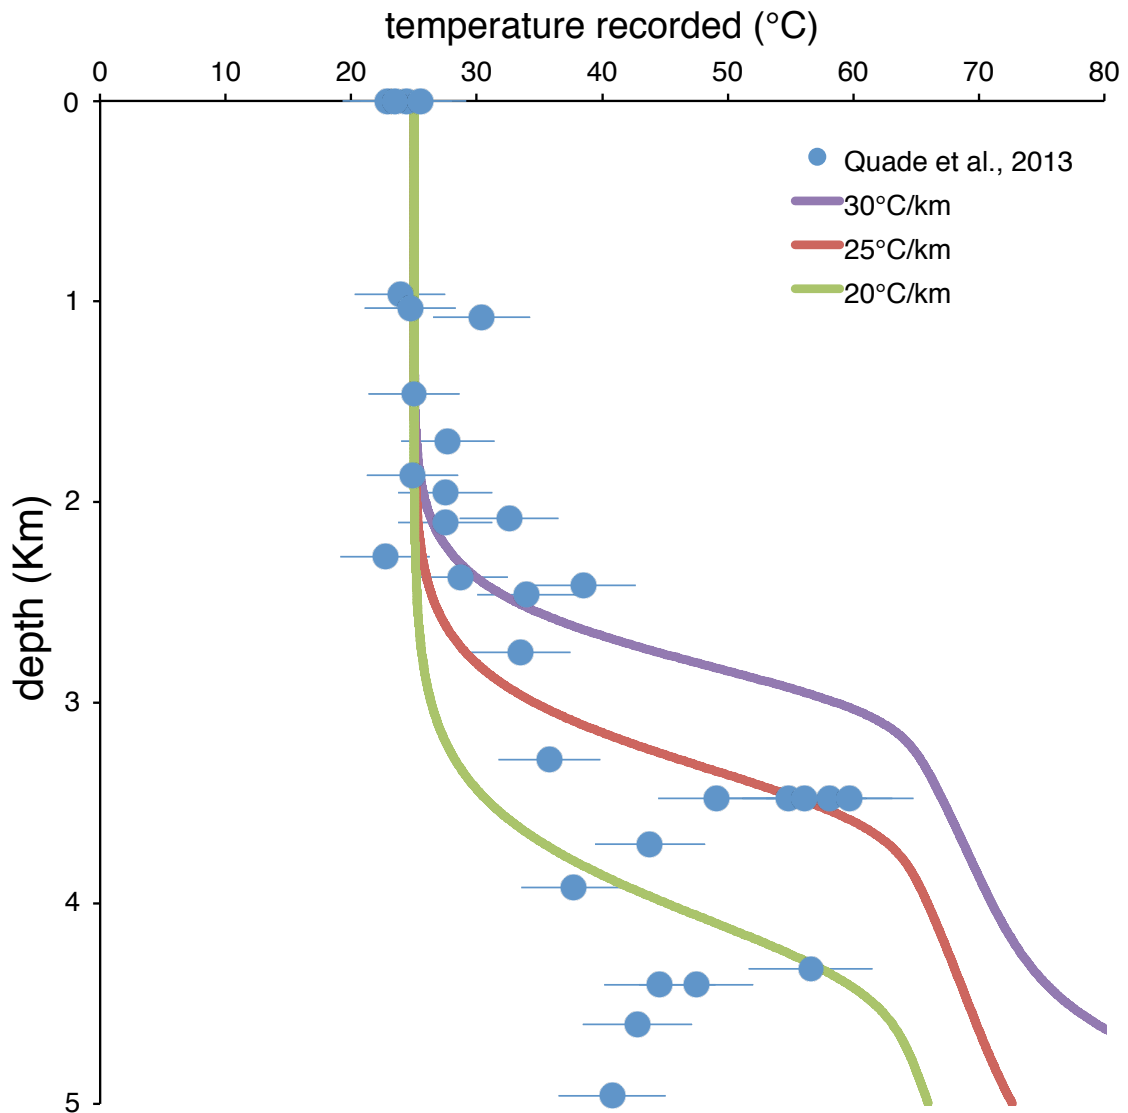 temperature recorded (°C)
0 10 20 30 40 50 60 70 80
0
Quade et al., 2013
30°C/km
25°C/km
20°C/km
1
2
depth (Km)
3
4
5